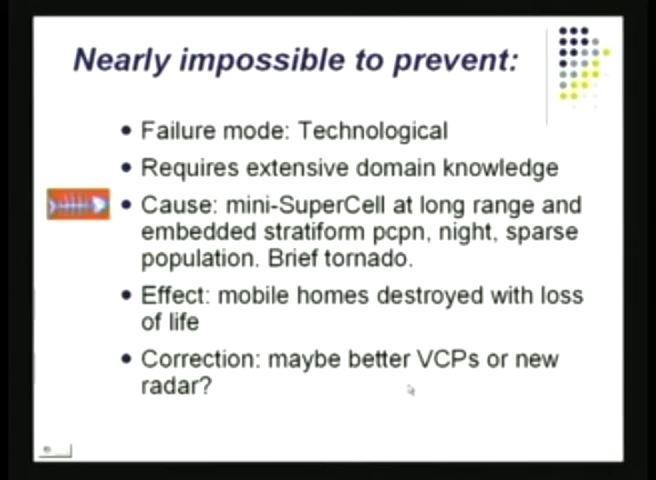 Nearly impossible to prevent:
• Failure mode: Technological
• Requires extensive domain knowledge
• Cause: mini-SuperCell at long range and
embedded stratiform pcpn, night, sparse
population. Brief tornado.
• Effect: mobile homes destroyed with loss
of life
• Correction: maybe better VCPs or new
radar?